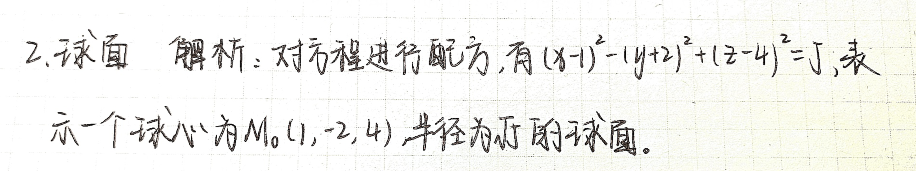 2.球面 解析：对方程进行配方,有(x-1)²-(y+2)²+(z-4)²=5,表
示一个球心为M₀(1,-2,4),半径为√5的球面。